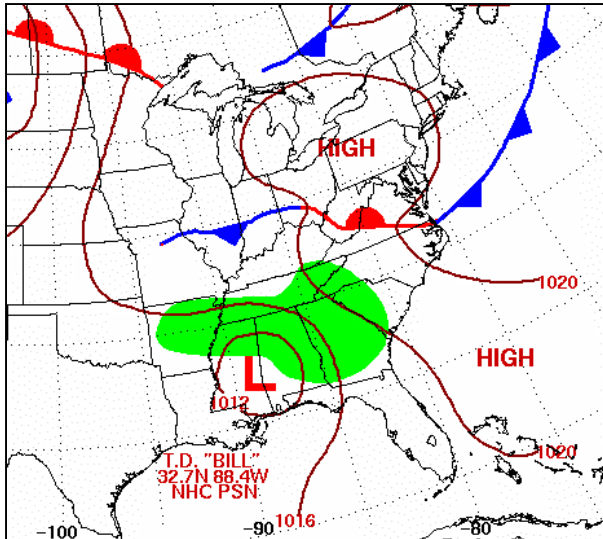 HIGH
1020
HIGH
L
1012
1020
T.D. "BILL"
32.7N 88.4W
NHC PSN
1016
-100
-90
-80